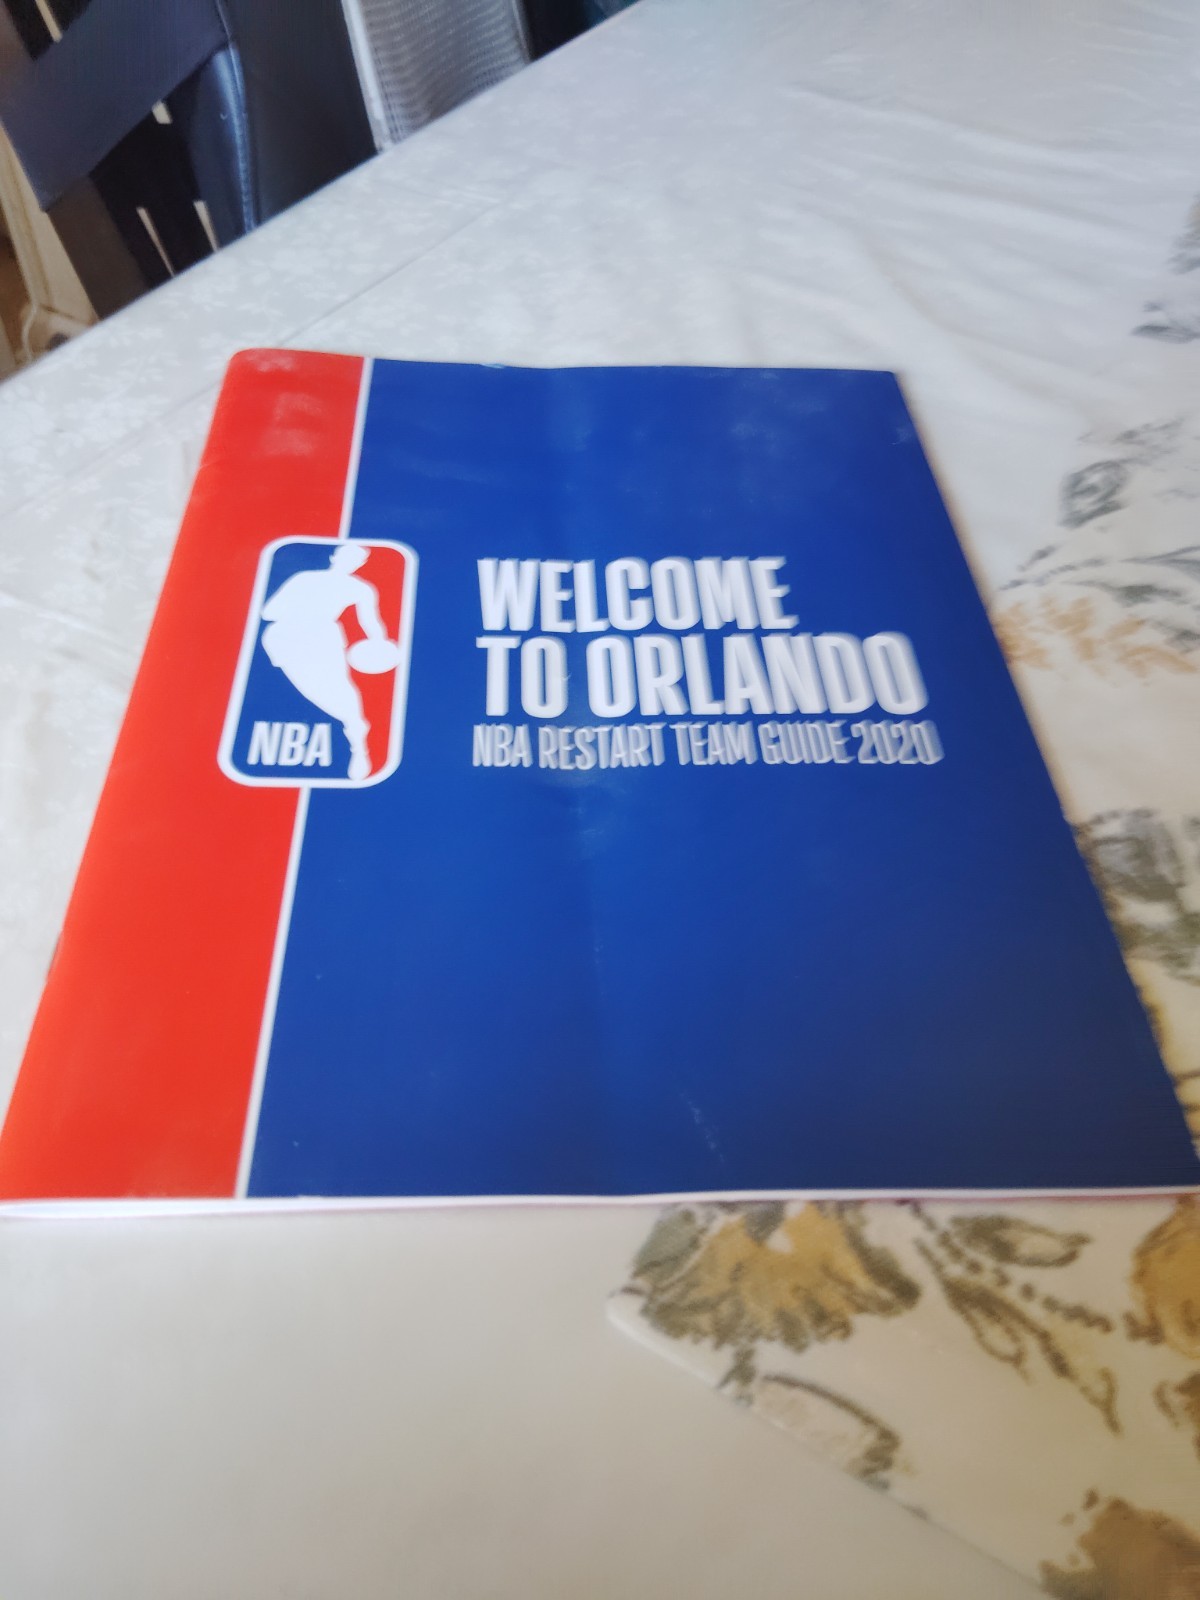 NBA
WELCOME
TO ORLANDO
NBA RESTART TEAM GUIDE 2020